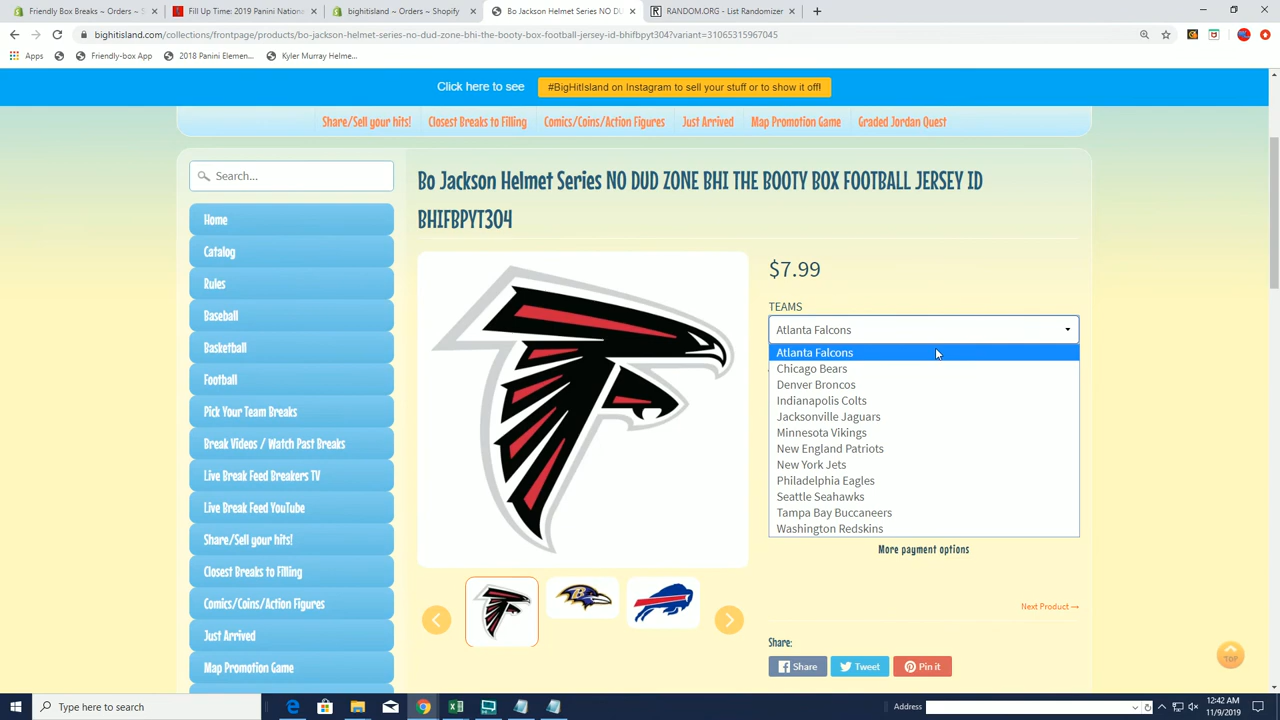 Friendly Box Breaks ~ Orders ~ S
Fill Up Time: 2019 Panini Nation
bighitisland ~ Orders ~ Shopify
Bo Jackson Helmet Series NO DU
RANDOM.ORG - List Randomizer
bighitisland.com/collections/frontpage/products/bo-jackson-helmet-series-no-dud-zone-bhi-the-booty-box-football-jersey-id-bhifbpyt304?variant=31065315967045
Apps
Friendly-box App
2018 Panini Elemen...
Kyler Murray Helme...
Click here to see
#BigHitIsland on Instagram to sell your stuff or to show it off!
Share/Sell your hits!
Closest Breaks to Filling
Comics/Coins/Action Figures
Just Arrived
Map Promotion Game
Graded Jordan Quest
Search...
Home
Catalog
Rules
Baseball
Basketball
Football
Pick Your Team Breaks
Break Videos / Watch Past Breaks
Live Break Feed Breakers TV
Live Break Feed YouTube
Share/Sell your hits!
Closest Breaks to Filling
Comics/Coins/Action Figures
Just Arrived
Map Promotion Game
Bo Jackson Helmet Series NO DUD ZONE BHI THE BOOTY BOX FOOTBALL JERSEY ID
BHIFBPYT304
$7.99
TEAMS
Atlanta Falcons
Atlanta Falcons
Chicago Bears
Denver Broncos
Indianapolis Colts
Jacksonville Jaguars
Minnesota Vikings
New England Patriots
New York Jets
Philadelphia Eagles
Seattle Seahawks
Tampa Bay Buccaneers
Washington Redskins
More payment options
Next Product →
Share:
Share
Tweet
Pin it
TOP
Type here to search
Address
12:42 AM
11/9/2019